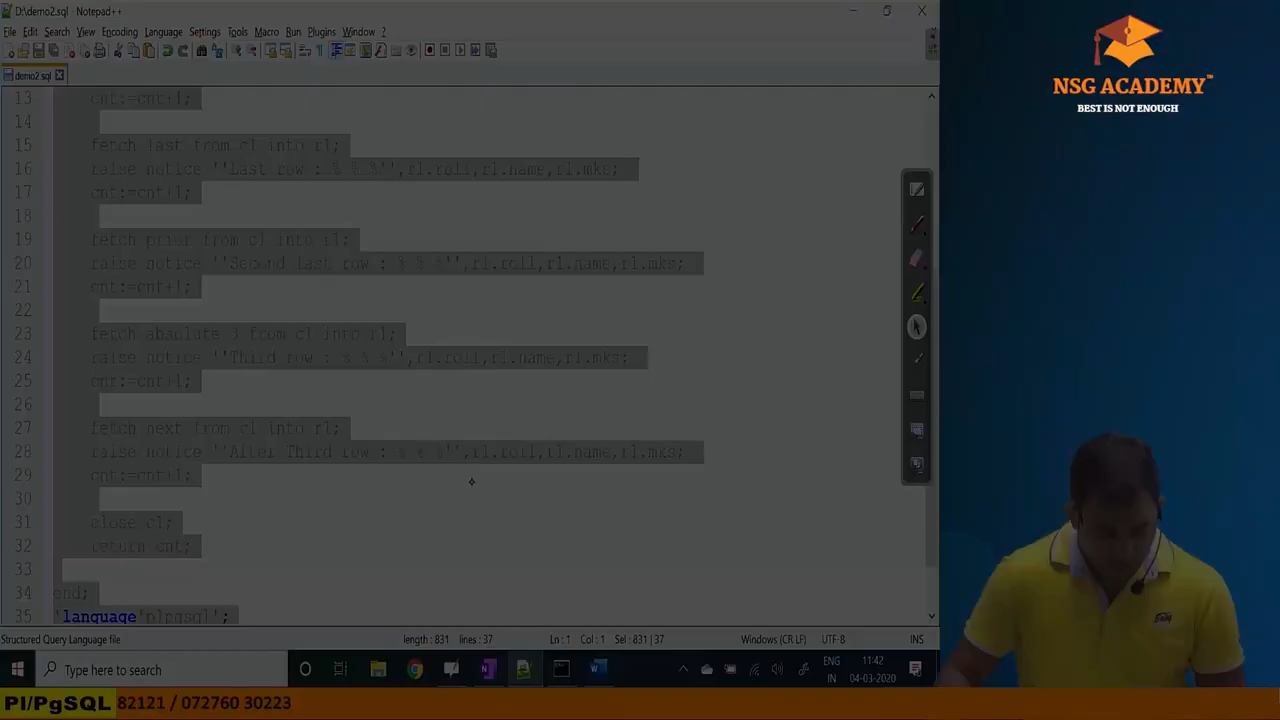 D:\demo2.sql - Notepad++
File Edit Search View Encoding Language Settings Tools Macro Run Plugins Window ?
demo2.sql
13 cnt:=cnt+1;
14
15 fetch last from c1 into r1;
16 raise notice ''Last row : % % %'',r1.roll,r1.name,r1.mks;
17 cnt:=cnt+1;
18
19 fetch prior from c1 into r1;
20 raise notice ''Second last row : % % %'',r1.roll,r1.name,r1.mks;
21 cnt:=cnt+1;
22
23 fetch absolute 3 from c1 into r1;
24 raise notice ''Third row : % % %'',r1.roll,r1.name,r1.mks;
25 cnt:=cnt+1;
26
27 fetch next from c1 into r1;
28 raise notice ''After Third row : % % %'',r1.roll,r1.name,r1.mks;
29 cnt:=cnt+1;
30
31 close c1;
32 return cnt;
33
34 end;
35 'language'plpgsql';
Structured Query Language file length : 831 lines : 37 Ln : 1 Col : 1 Sel : 831 | 37 Windows (CR LF) UTF-8 INS
Type here to search
ENG
IN
11:42
04-03-2020
NSG ACADEMY™
BEST IS NOT ENOUGH
Pl/PgSQL 82121 / 072760 30223